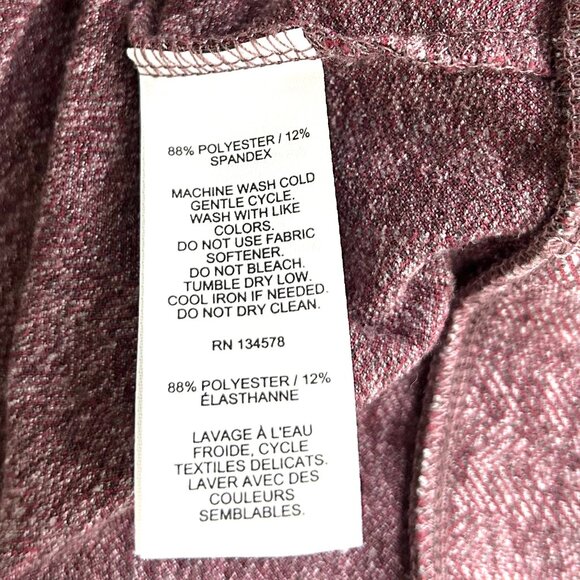 88% POLYESTER / 12%
SPANDEX
MACHINE WASH COLD
GENTLE CYCLE.
WASH WITH LIKE
COLORS.
DO NOT USE FABRIC
SOFTENER.
DO NOT BLEACH.
TUMBLE DRY LOW.
COOL IRON IF NEEDED.
DO NOT DRY CLEAN.
RN 134578
88% POLYESTER / 12%
ÉLASTHANNE
LAVAGE À L'EAU
FROIDE, CYCLE
TEXTILES DELICATS.
LAVER AVEC DES
COULEURS
SEMBLABLES.